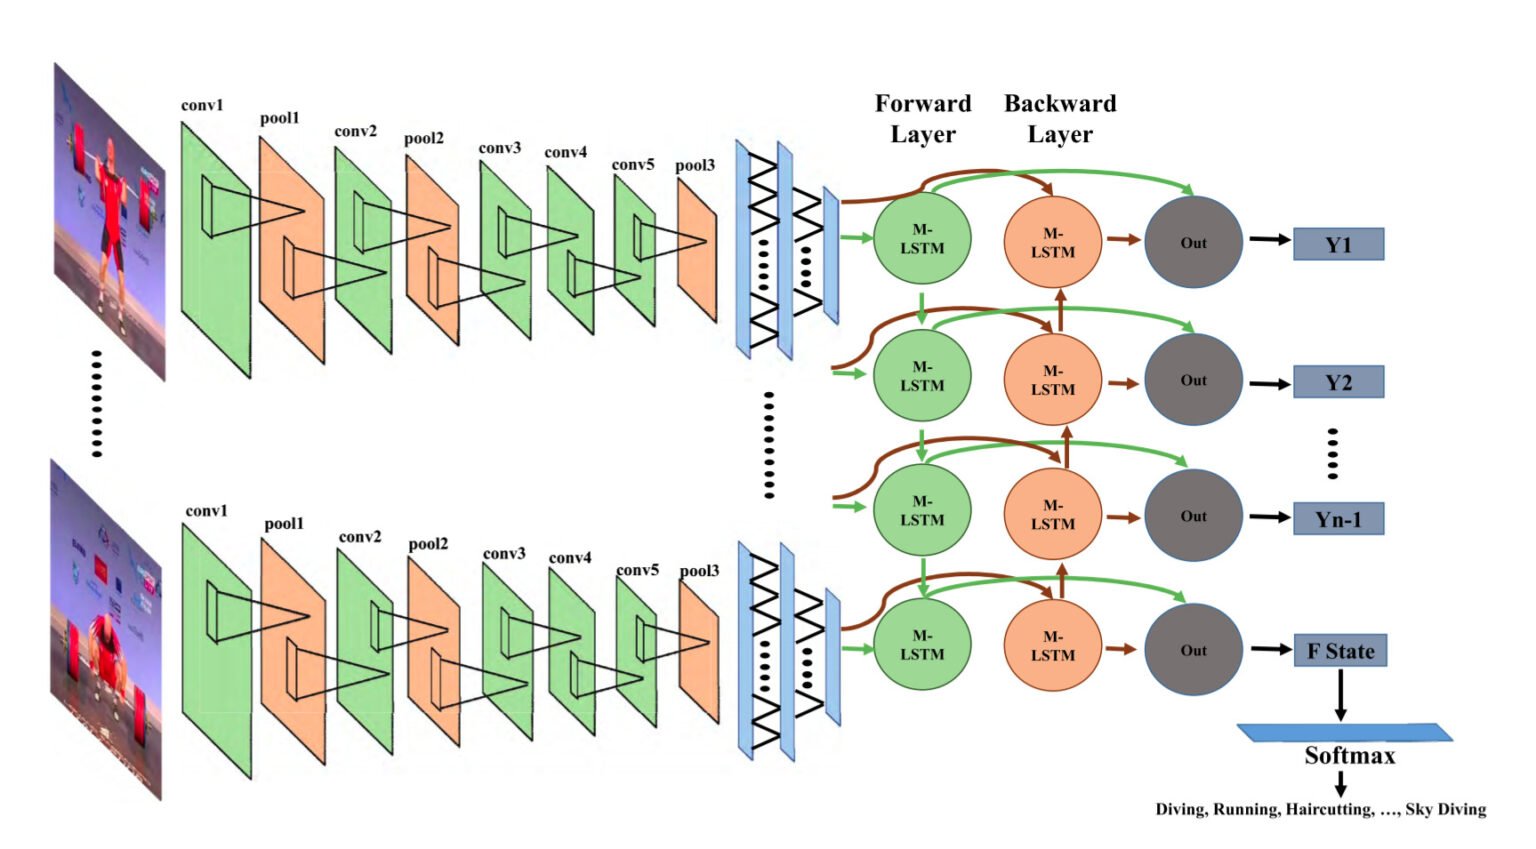 conv1
pool1
conv2
pool2
conv3
conv4
conv5
pool3
Forward
Layer
Backward
Layer
M-
LSTM
M-
LSTM
Out
Y1
M-
LSTM
M-
LSTM
Out
Y2
conv1
pool1
conv2
pool2
conv3
conv4
conv5
pool3
M-
LSTM
M-
LSTM
Out
Yn-1
M-
LSTM
M-
LSTM
Out
F State
Softmax
Diving, Running, Haircutting, …, Sky Diving